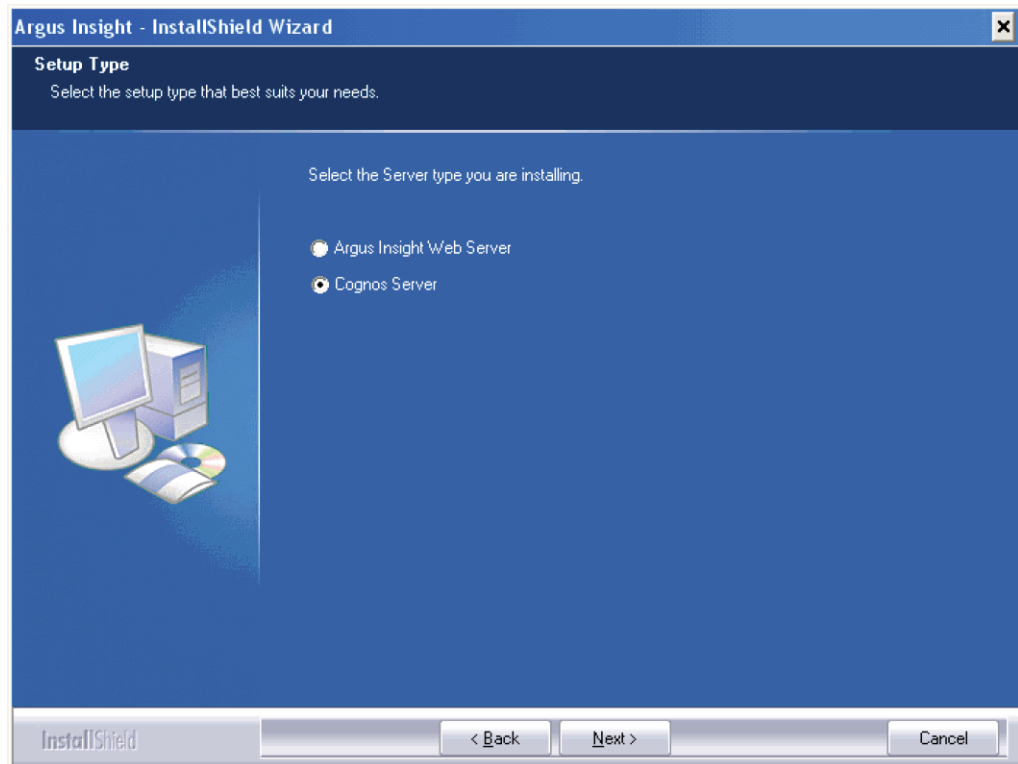 Argus Insight - InstallShield Wizard
Setup Type
Select the setup type that best suits your needs.
Select the Server type you are installing.
Argus Insight Web Server
Cognos Server
InstallShield
< Back
Next >
Cancel